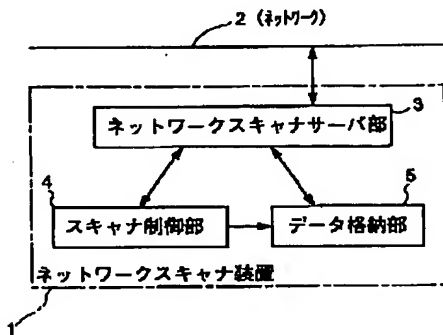 2 (ネットワーク)
3
ネットワークスキャナサーバ部
4
5
スキャナ制御部
データ格納部
ネットワークスキャナ装置
1